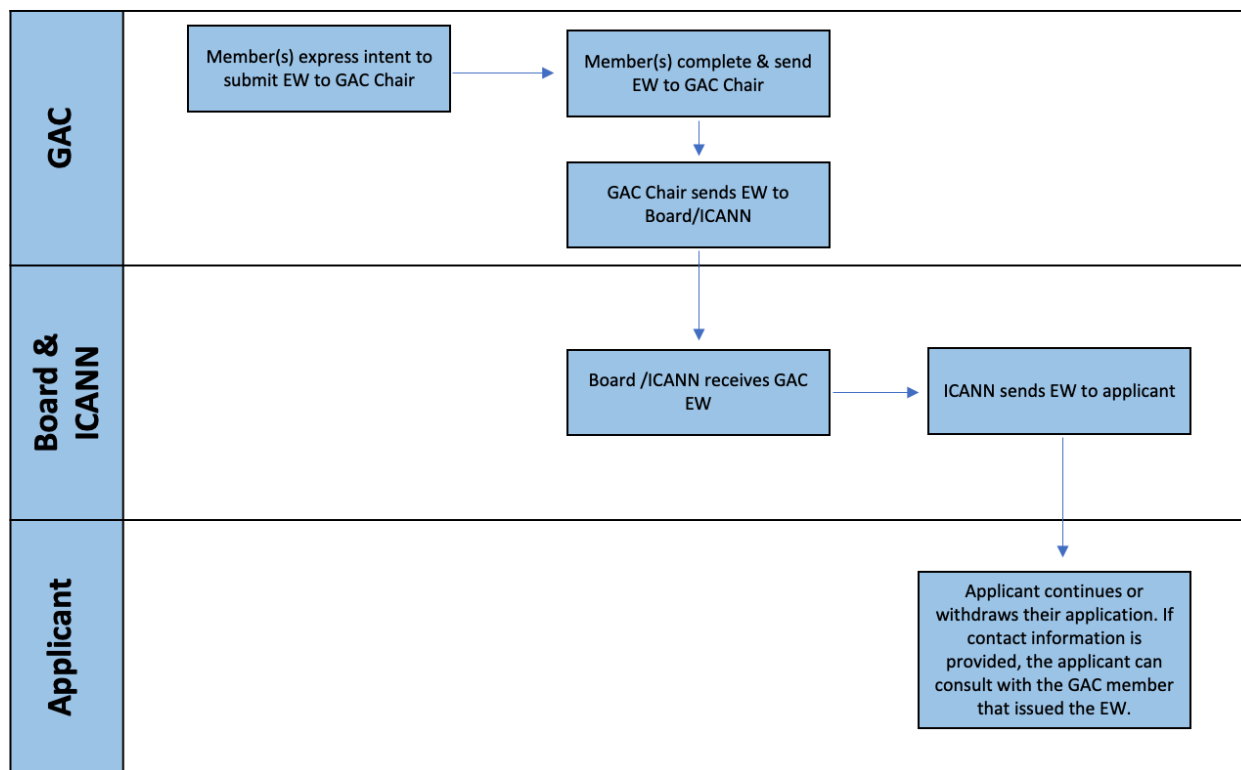 GAC
Member(s) express intent to
submit EW to GAC Chair
Member(s) complete & send
EW to GAC Chair
GAC Chair sends EW to
Board/ICANN
Board &
ICANN
Board /ICANN receives GAC
EW
ICANN sends EW to applicant
Applicant
Applicant continues or
withdraws their application. If
contact information is
provided, the applicant can
consult with the GAC member
that issued the EW.